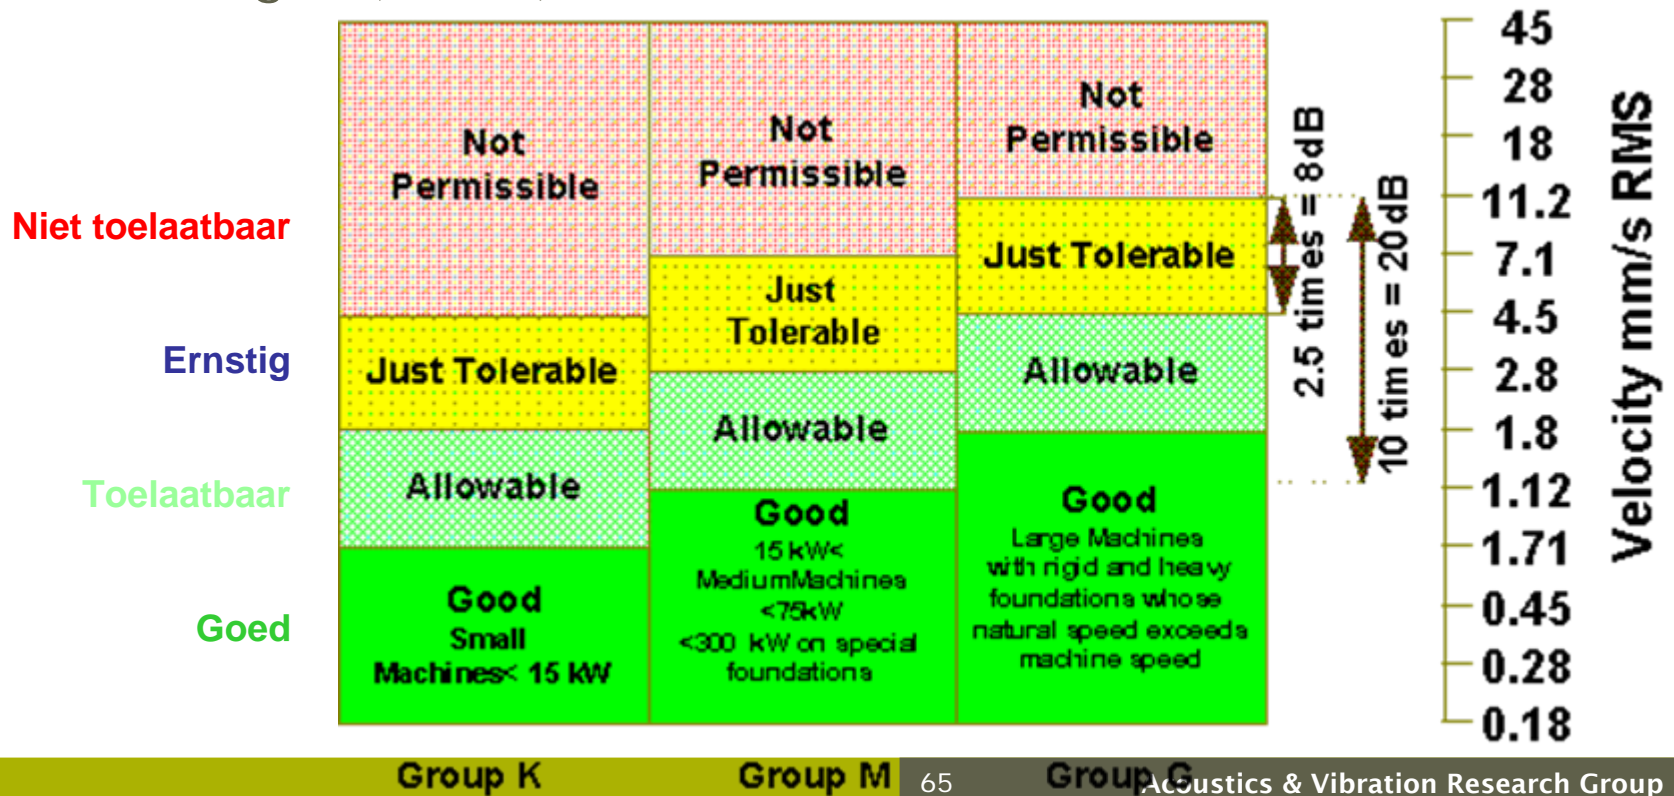 Niet toelaatbaar
Ernstig
Toelaatbaar
Goed
Not
Permissible
Just Tolerable
Allowable
Good
Small
Machines< 15 kW
Group K
Not
Permissible
Just
Tolerable
Allowable
Good
15 kW<
MediumMachines
<75kW
<300 kW on special
foundations
Group M
Not
Permissible
Just Tolerable
Allowable
Good
Large Machines
with rigid and heavy
foundations whose
natural speed exceeds
machine speed
Group G
2.5 times = 8dB
10 times = 20dB
45
28
18
11.2
7.1
4.5
2.8
1.8
1.12
1.71
0.45
0.28
0.18
Velocity mm/s RMS
65
Acoustics & Vibration Research Group